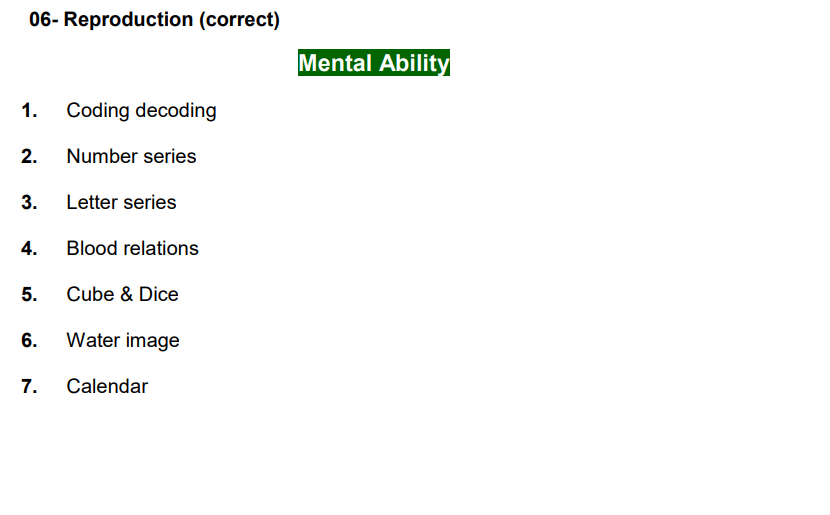 06- Reproduction (correct)
Mental Ability
1. Coding decoding
2. Number series
3. Letter series
4. Blood relations
5. Cube & Dice
6. Water image
7. Calendar